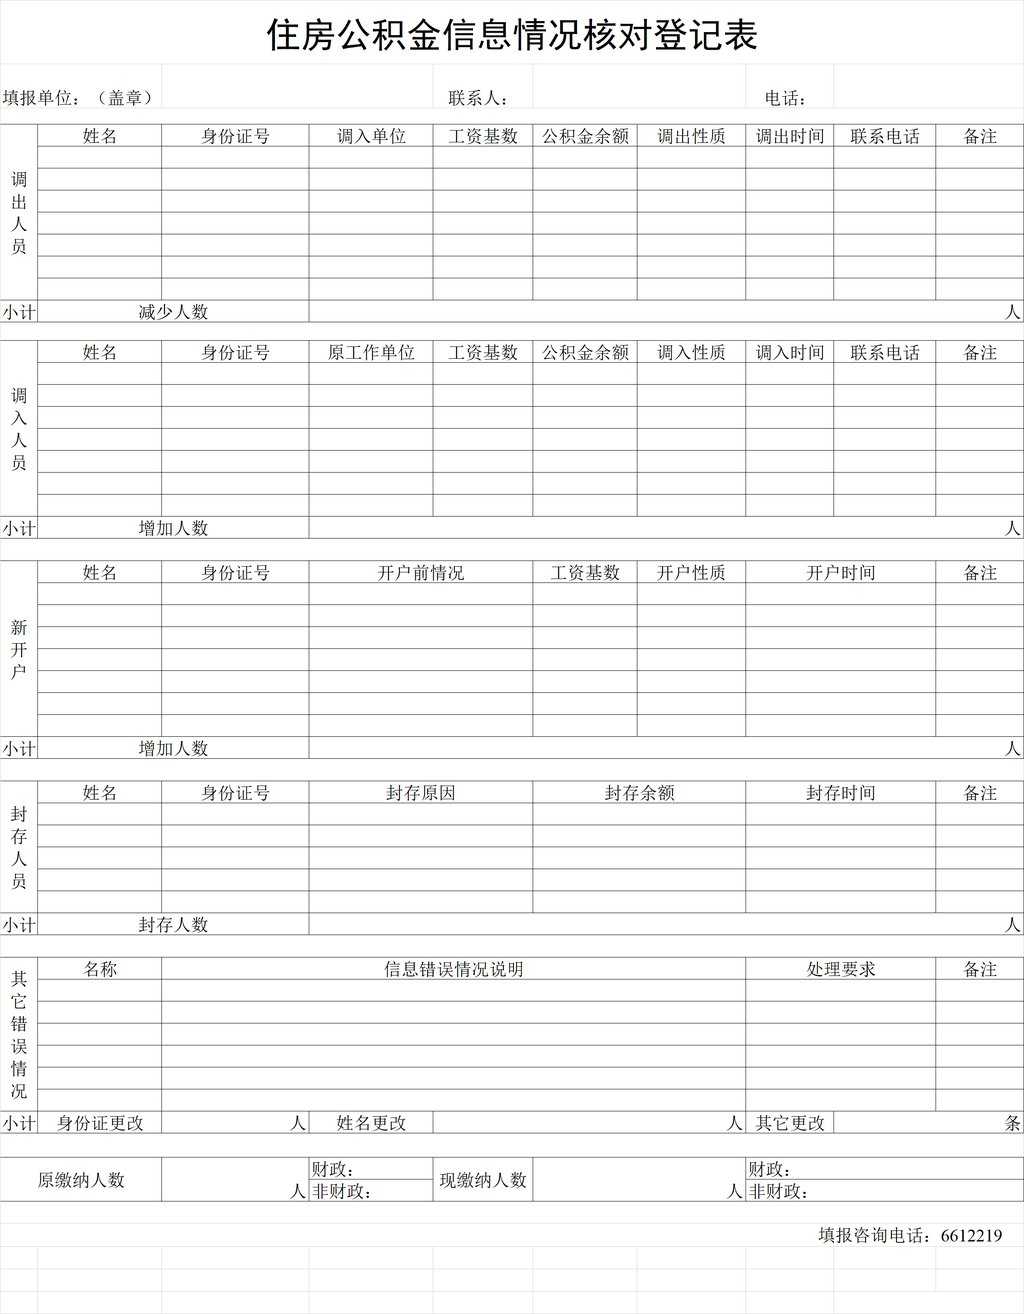 住房公积金信息情况核对登记表
填报单位：（盖章） 联系人： 电话：
调出人员
姓名 身份证号 调入单位 工资基数 公积金余额 调出性质 调出时间 联系电话 备注
小计 减少人数 人
调入人员
姓名 身份证号 原工作单位 工资基数 公积金余额 调入性质 调入时间 联系电话 备注
小计 增加人数 人
新开户
姓名 身份证号 开户前情况 工资基数 开户性质 开户时间 备注
小计 增加人数 人
封存人员
姓名 身份证号 封存原因 封存余额 封存时间 备注
小计 封存人数 人
其它错误情况
名称 信息错误情况说明 处理要求 备注
小计 身份证更改 人 姓名更改 人 其它更改 条
原缴纳人数 人 财政： 非财政： 现缴纳人数 人 财政： 非财政：
填报咨询电话：6612219